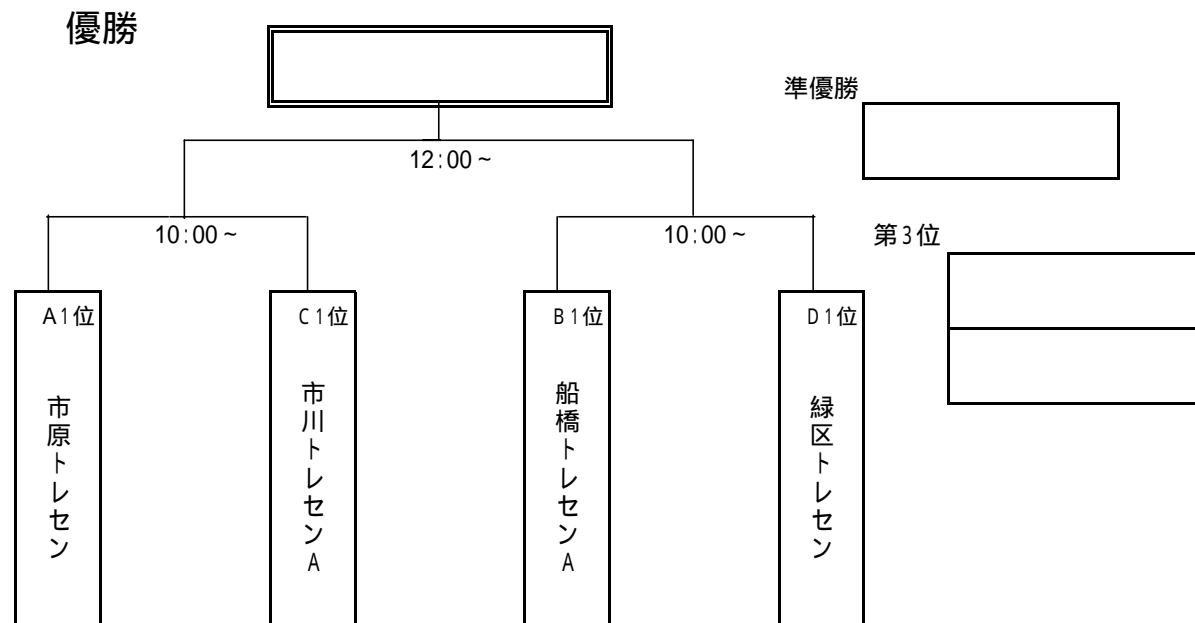 優勝
準優勝
12:00~
10:00~
10:00~
第3位
A1位
C1位
B1位
D1位
市原トレセン
市川トレセンA
船橋トレセンA
緑区トレセン